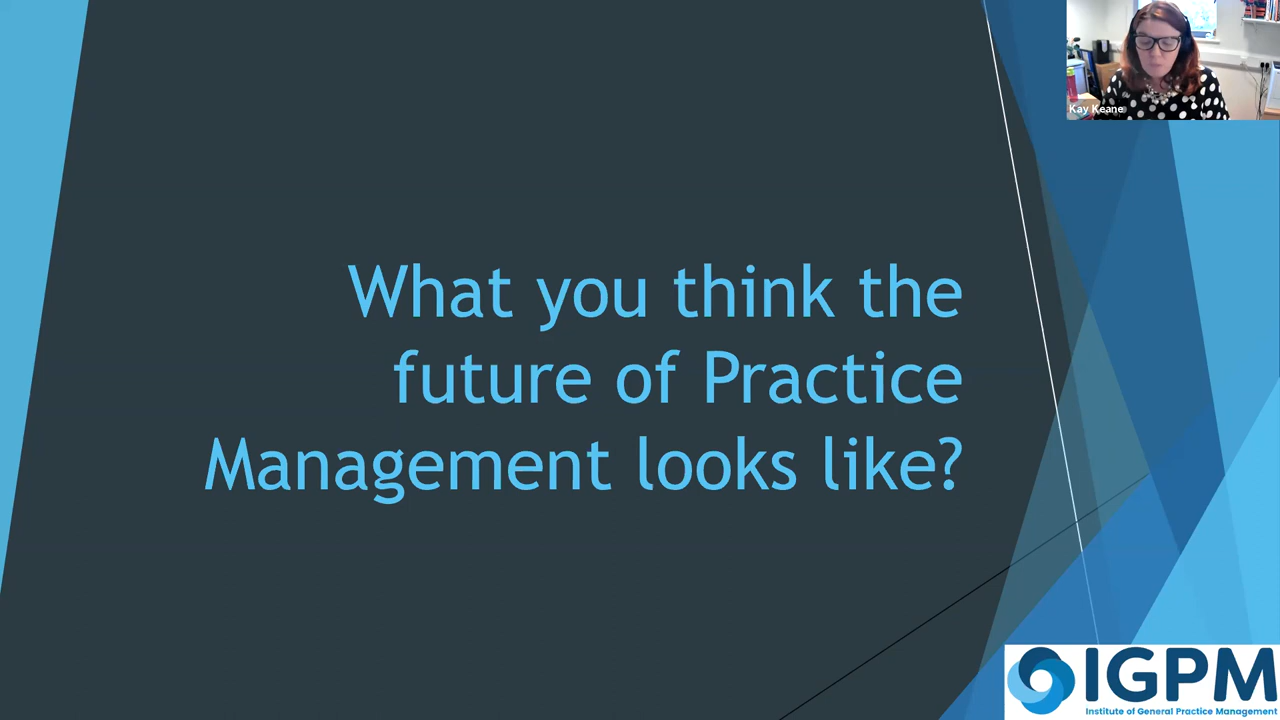 Kay Keane
What you think the
future of Practice
Management looks like?
IGPM
Institute of General Practice Management